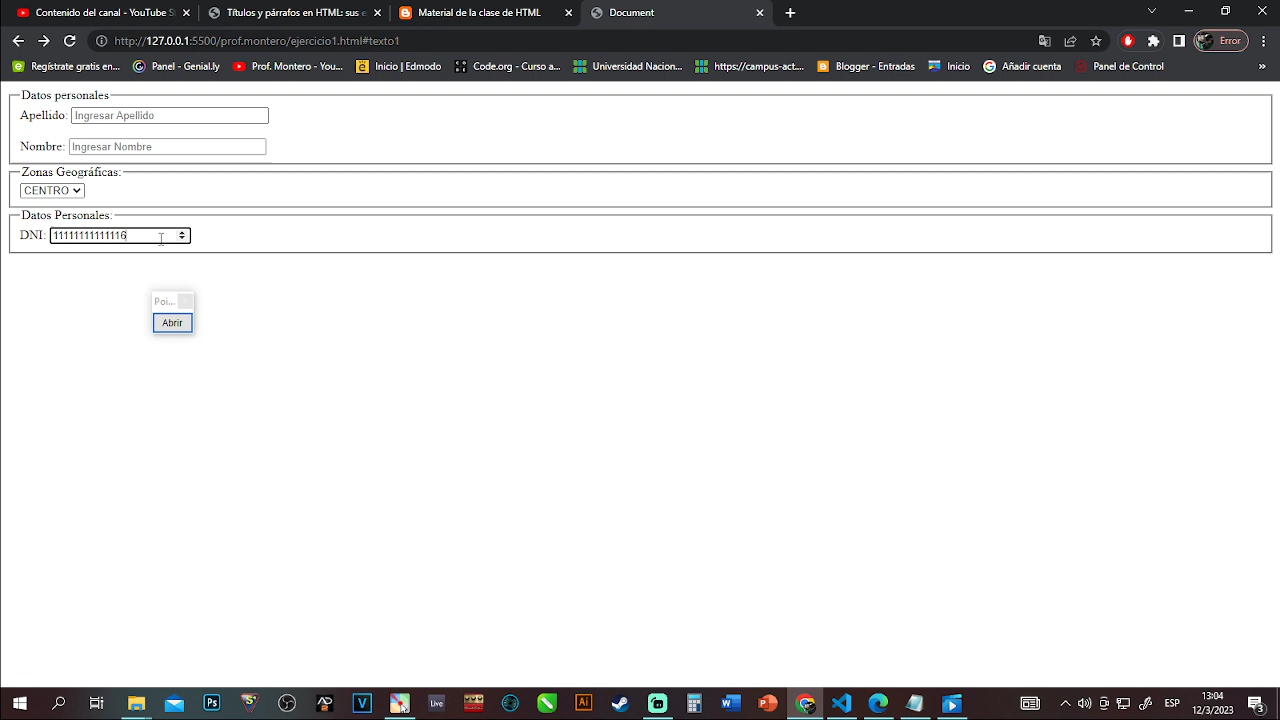 Contenido del canal - YouTube S
Títulos y párrafos en HTML: sus e
Material de la clase de HTML
Document
http://127.0.0.1:5500/prof.montero/ejercicio1.html#texto1
Error
Regístrate gratis en...
Panel - Genial.ly
Prof. Montero - You...
Inicio | Edmodo
Code.org - Curso a...
Universidad Nacion...
https://campus-act....
Blogger - Entradas
Inicio
Añadir cuenta
Panel de Control
»
Datos personales
Apellido: Ingresar Apellido
Nombre: Ingresar Nombre
Zonas Geográficas:
CENTRO
Datos Personales:
DNI: 11111111111116
Poi...
Abrir
ESP
13:04
12/3/2023